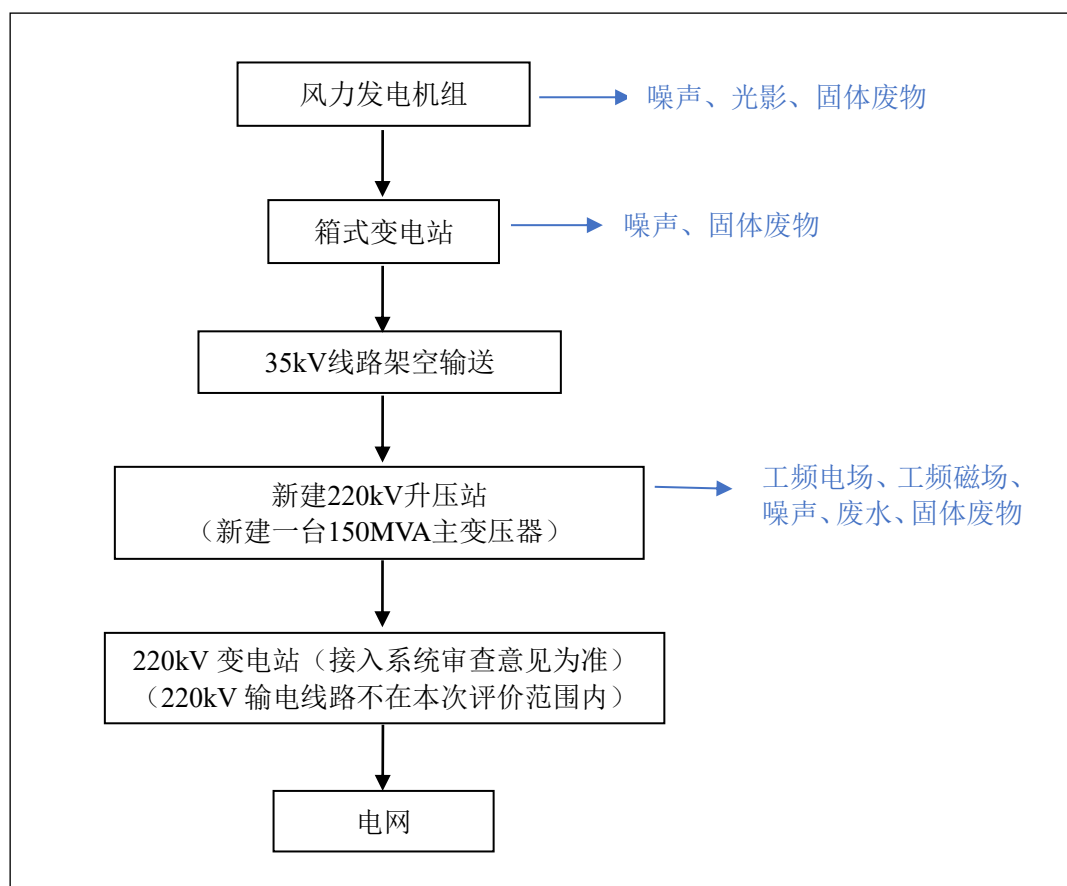 风力发电机组
噪声、光影、固体废物
箱式变电站
噪声、固体废物
35kV线路架空输送
新建220kV升压站
（新建一台150MVA主变压器）
工频电场、工频磁场、
噪声、废水、固体废物
220kV 变电站（接入系统审查意见为准）
（220kV 输电线路不在本次评价范围内）
电网